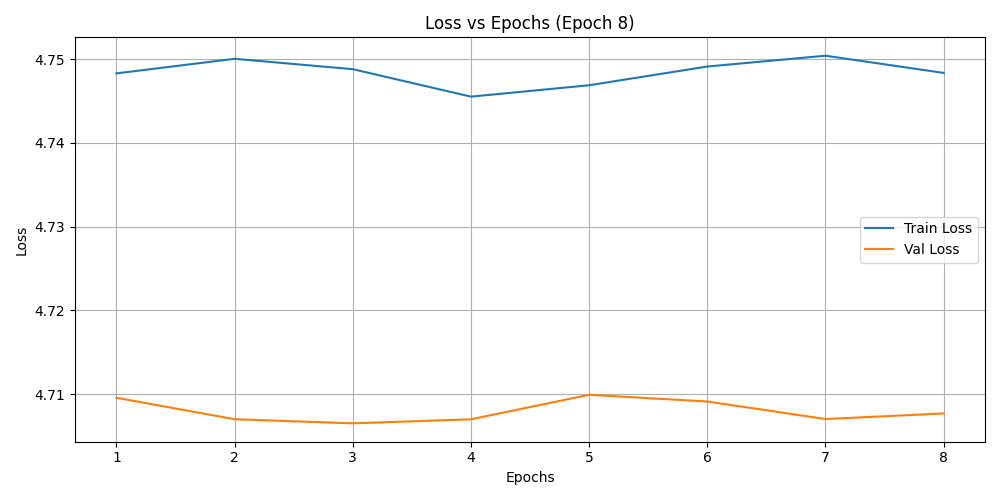 Loss vs Epochs (Epoch 8)
4.75
4.74
4.73
4.72
4.71
Loss
Train Loss
Val Loss
1 2 3 4 5 6 7 8
Epochs